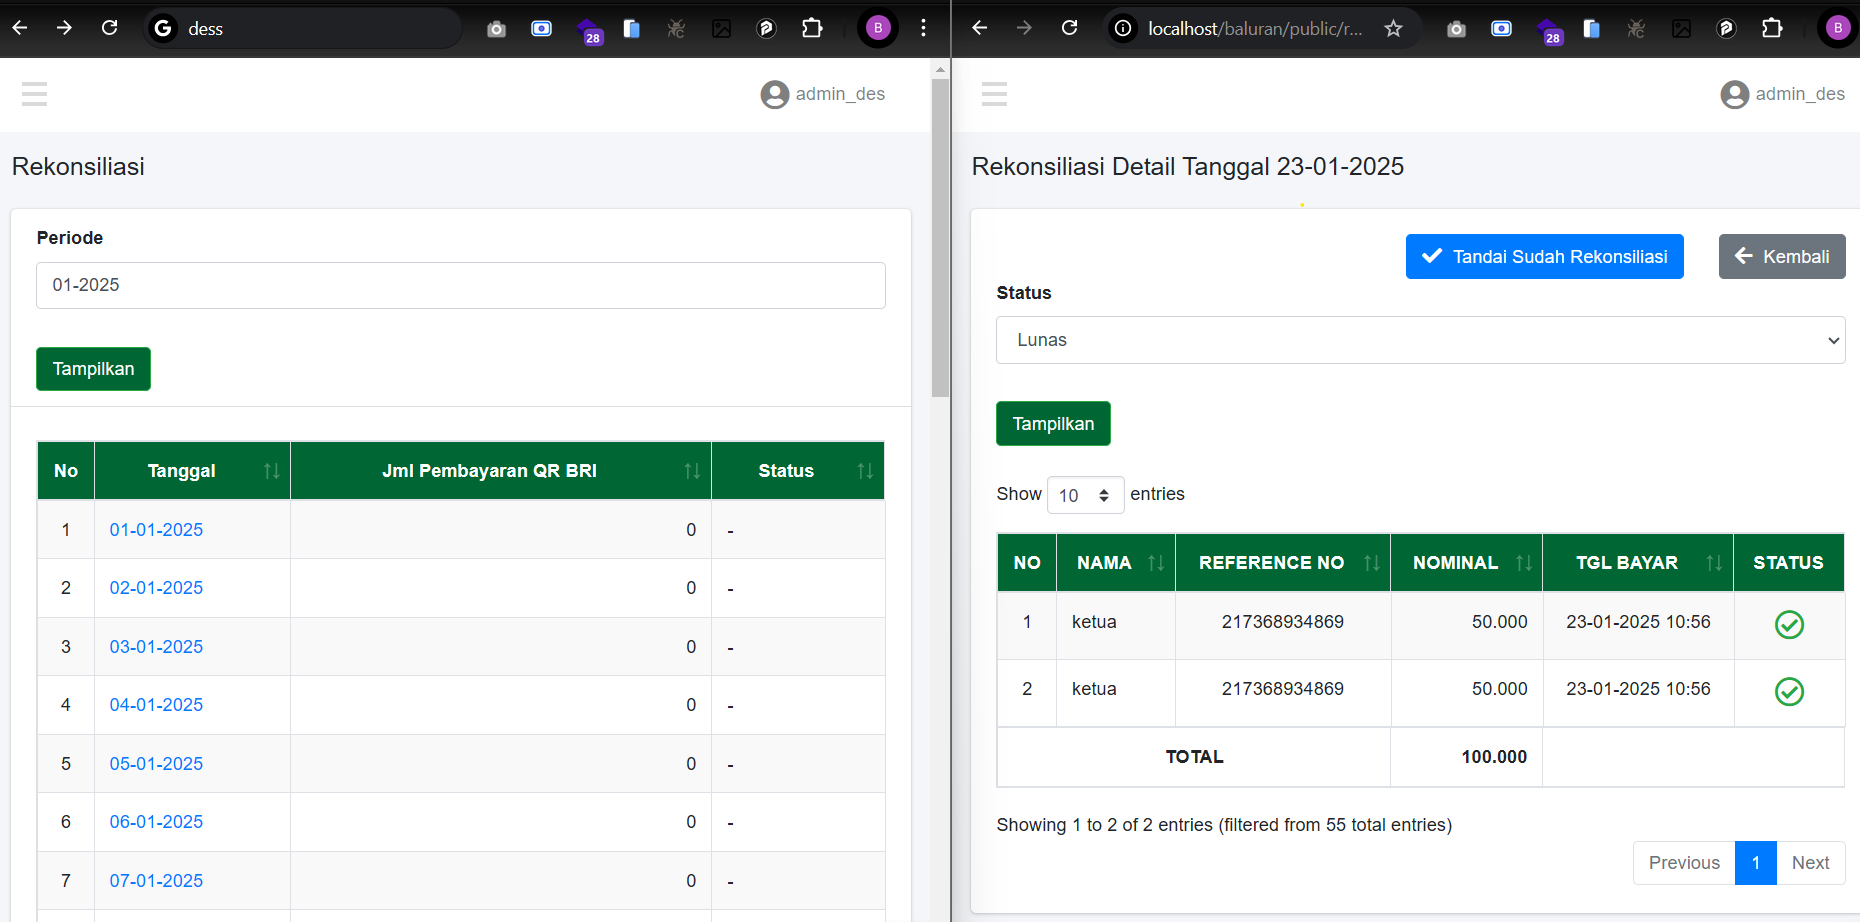 dess
28
B
admin_des
Rekonsiliasi
Periode
01-2025
Tampilkan
No Tanggal Jml Pembayaran QR BRI Status
1 01-01-2025 0 -
2 02-01-2025 0 -
3 03-01-2025 0 -
4 04-01-2025 0 -
5 05-01-2025 0 -
6 06-01-2025 0 -
7 07-01-2025 0 -
localhost/baluran/public/r...
28
B
admin_des
Rekonsiliasi Detail Tanggal 23-01-2025
Tandai Sudah Rekonsiliasi
Kembali
Status
Lunas
Tampilkan
Show 10 entries
NO NAMA REFERENCE NO NOMINAL TGL BAYAR STATUS
1 ketua 217368934869 50.000 23-01-2025 10:56
2 ketua 217368934869 50.000 23-01-2025 10:56
TOTAL 100.000
Showing 1 to 2 of 2 entries (filtered from 55 total entries)
Previous 1 Next